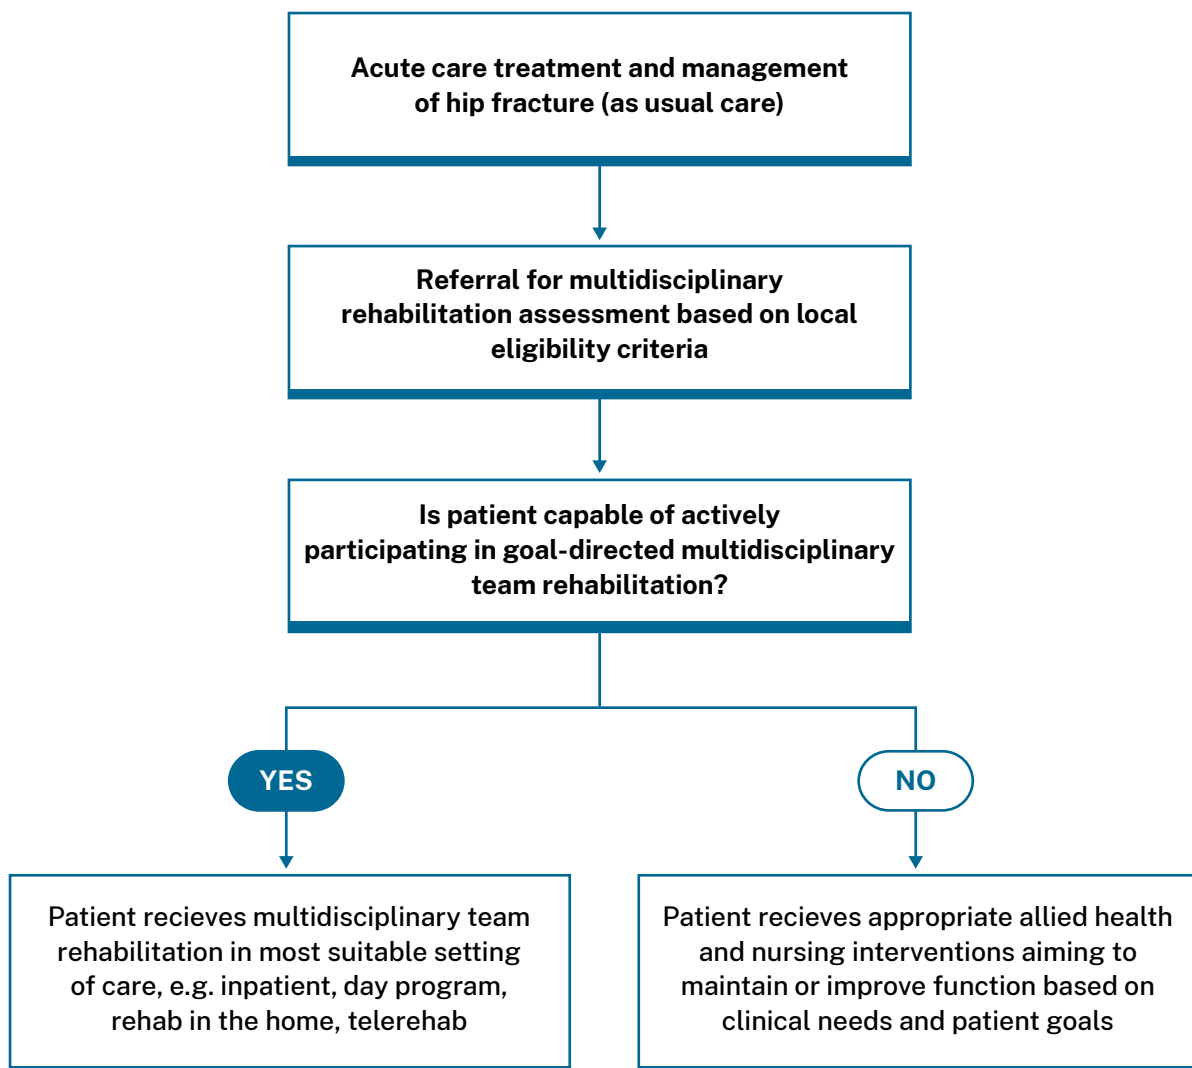 Acute care treatment and management
of hip fracture (as usual care)
Referral for multidisciplinary
rehabilitation assessment based on local
eligibility criteria
Is patient capable of actively
participating in goal-directed multidisciplinary
team rehabilitation?
YES
NO
Patient recieves multidisciplinary team
rehabilitation in most suitable setting
of care, e.g. inpatient, day program,
rehab in the home, telerehab
Patient recieves appropriate allied health
and nursing interventions aiming to
maintain or improve function based on
clinical needs and patient goals